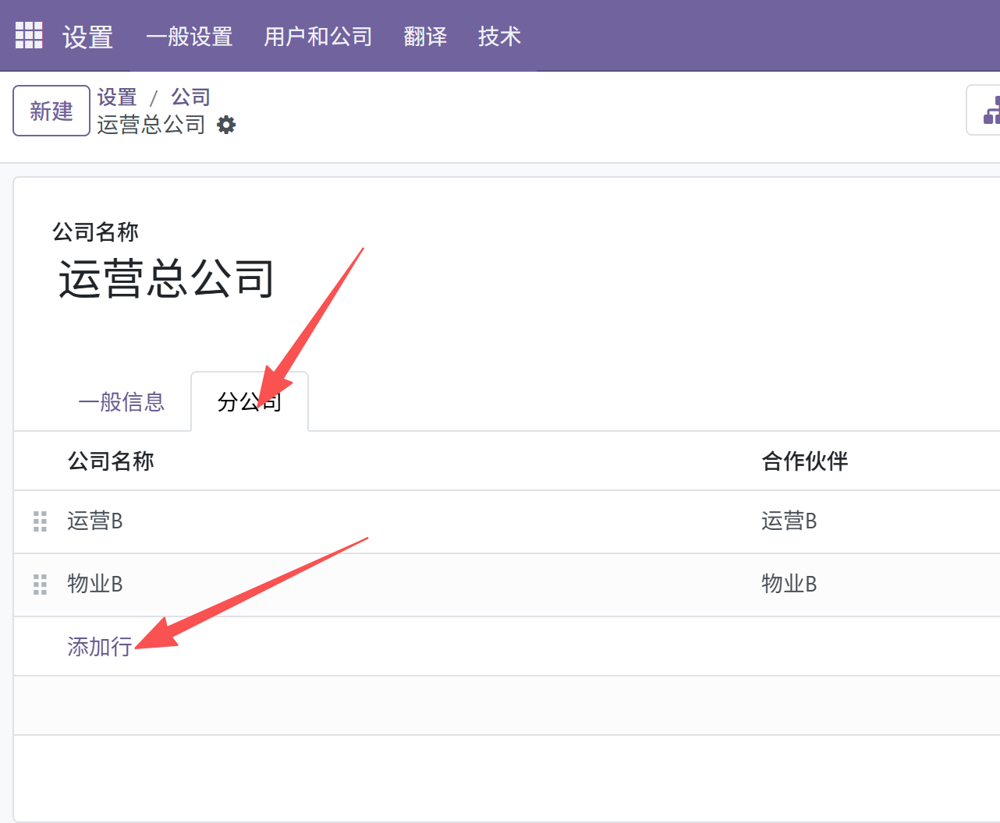 设置 一般设置 用户和公司 翻译 技术
新建
设置 / 公司
运营总公司
公司名称
运营总公司
一般信息 分公司
公司名称 合作伙伴
运营B 运营B
物业B 物业B
添加行